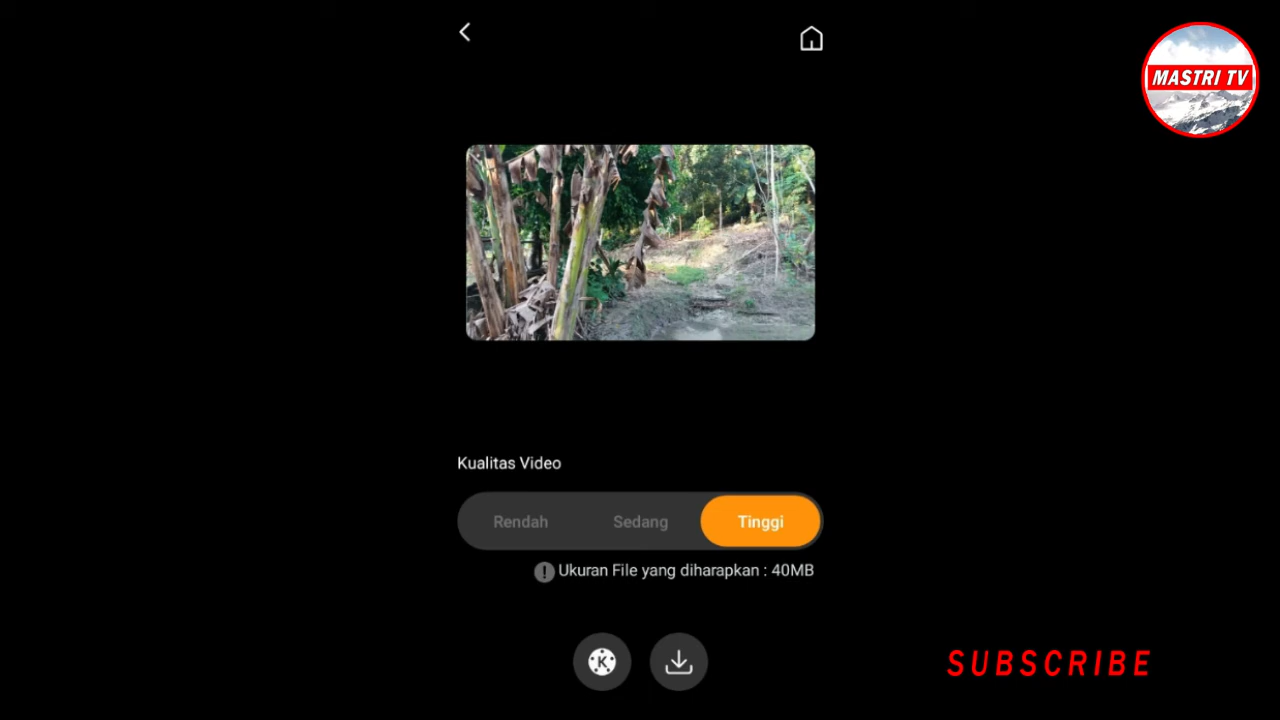 MASTRI TV
Kualitas Video
Rendah Sedang Tinggi
! Ukuran File yang diharapkan : 40MB
K
SUBSCRIBE